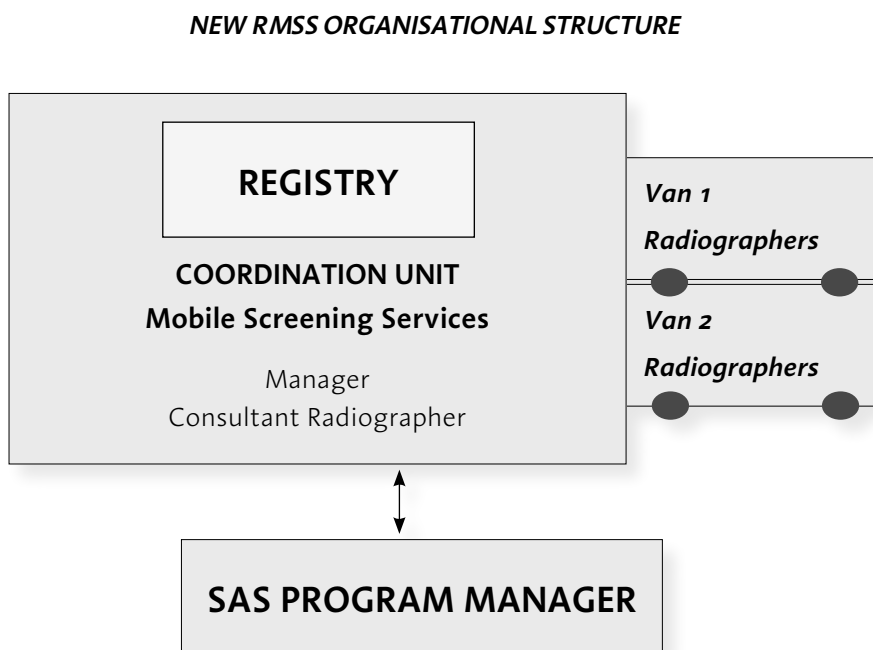 NEW RMSS ORGANISATIONAL STRUCTURE
REGISTRY
COORDINATION UNIT
Mobile Screening Services
Manager
Consultant Radiographer
Van 1
Radiographers
Van 2
Radiographers
SAS PROGRAM MANAGER